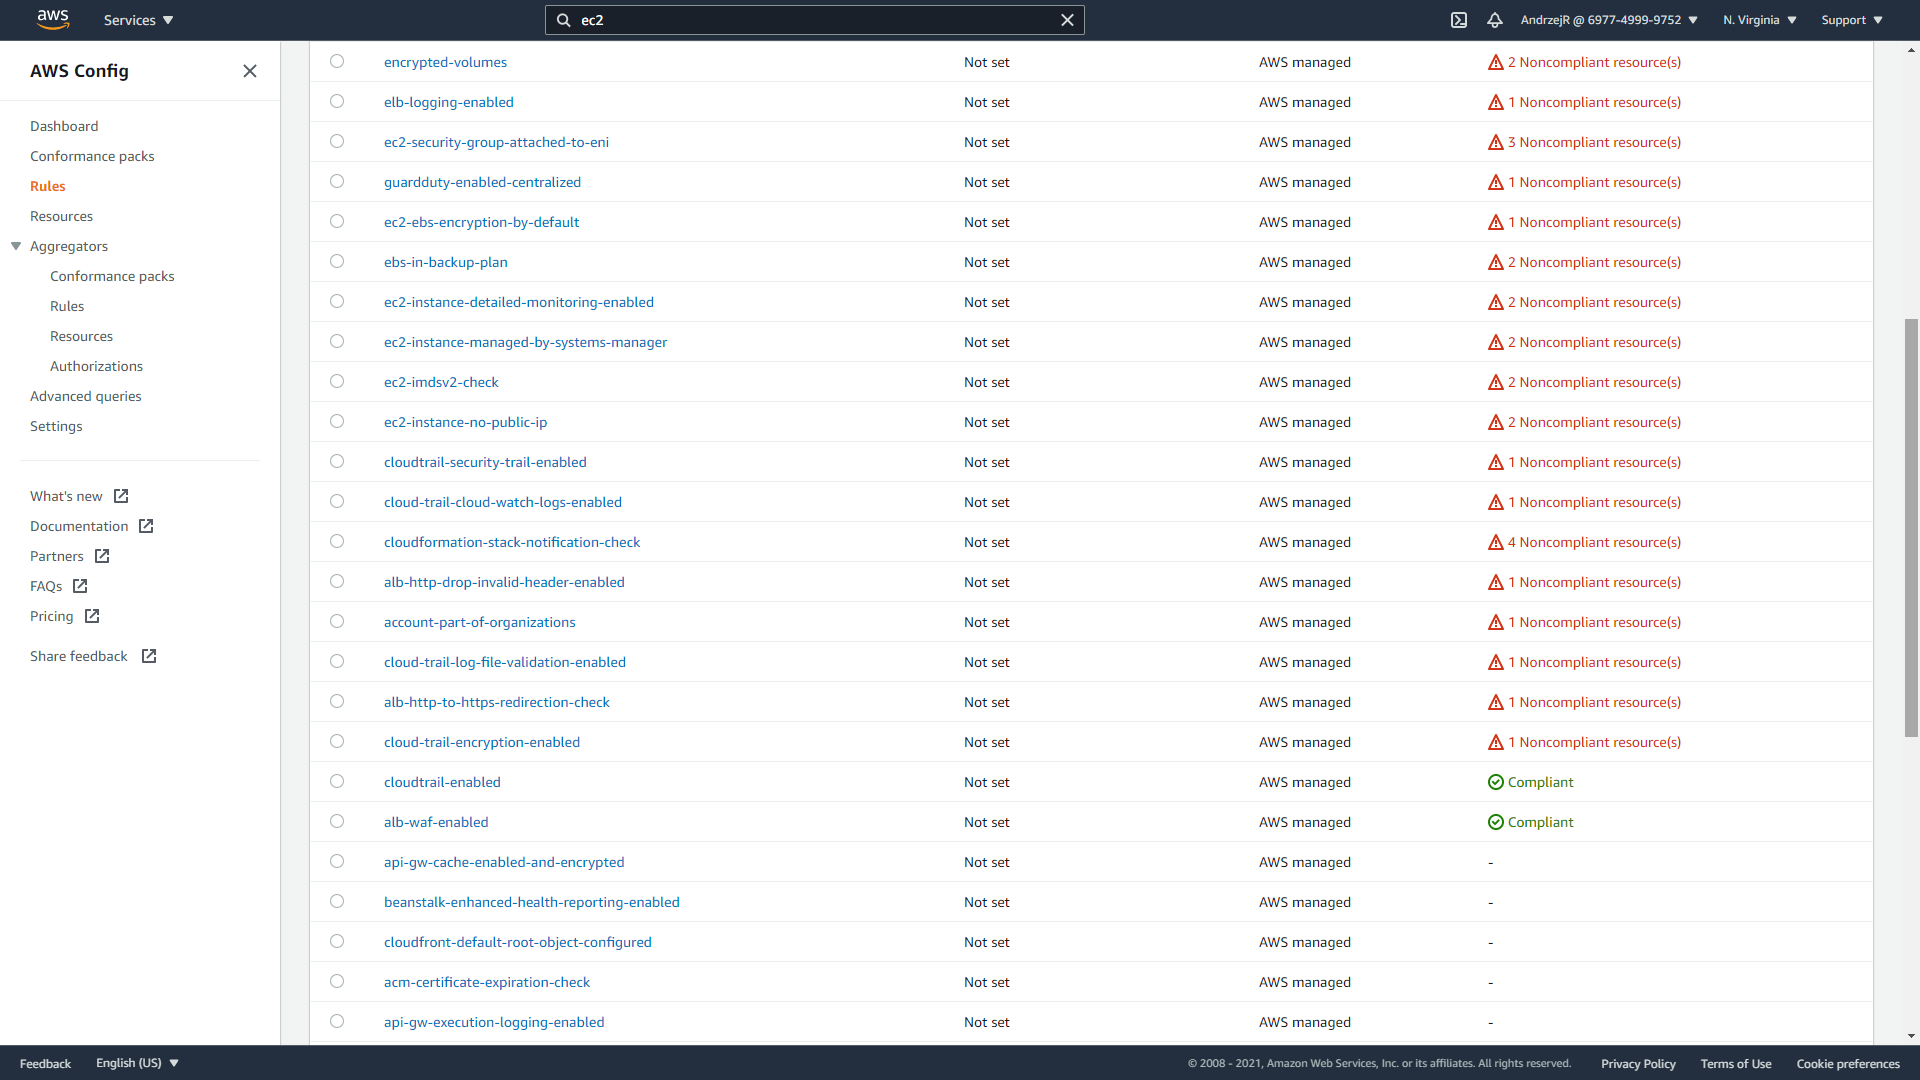 aws Services ec2 AndrzejR @ 6977-4999-9752 N. Virginia Support
AWS Config
Dashboard
Conformance packs
Rules
Resources
Aggregators
Conformance packs
Rules
Resources
Authorizations
Advanced queries
Settings
What's new
Documentation
Partners
FAQs
Pricing
Share feedback
encrypted-volumes Not set AWS managed 2 Noncompliant resource(s)
elb-logging-enabled Not set AWS managed 1 Noncompliant resource(s)
ec2-security-group-attached-to-eni Not set AWS managed 3 Noncompliant resource(s)
guardduty-enabled-centralized Not set AWS managed 1 Noncompliant resource(s)
ec2-ebs-encryption-by-default Not set AWS managed 1 Noncompliant resource(s)
ebs-in-backup-plan Not set AWS managed 2 Noncompliant resource(s)
ec2-instance-detailed-monitoring-enabled Not set AWS managed 2 Noncompliant resource(s)
ec2-instance-managed-by-systems-manager Not set AWS managed 2 Noncompliant resource(s)
ec2-imdsv2-check Not set AWS managed 2 Noncompliant resource(s)
ec2-instance-no-public-ip Not set AWS managed 2 Noncompliant resource(s)
cloudtrail-security-trail-enabled Not set AWS managed 1 Noncompliant resource(s)
cloud-trail-cloud-watch-logs-enabled Not set AWS managed 1 Noncompliant resource(s)
cloudformation-stack-notification-check Not set AWS managed 4 Noncompliant resource(s)
alb-http-drop-invalid-header-enabled Not set AWS managed 1 Noncompliant resource(s)
account-part-of-organizations Not set AWS managed 1 Noncompliant resource(s)
cloud-trail-log-file-validation-enabled Not set AWS managed 1 Noncompliant resource(s)
alb-http-to-https-redirection-check Not set AWS managed 1 Noncompliant resource(s)
cloud-trail-encryption-enabled Not set AWS managed 1 Noncompliant resource(s)
cloudtrail-enabled Not set AWS managed Compliant
alb-waf-enabled Not set AWS managed Compliant
api-gw-cache-enabled-and-encrypted Not set AWS managed -
beanstalk-enhanced-health-reporting-enabled Not set AWS managed -
cloudfront-default-root-object-configured Not set AWS managed -
acm-certificate-expiration-check Not set AWS managed -
api-gw-execution-logging-enabled Not set AWS managed -
Feedback English (US) © 2008 - 2021, Amazon Web Services, Inc. or its affiliates. All rights reserved. Privacy Policy Terms of Use Cookie preferences